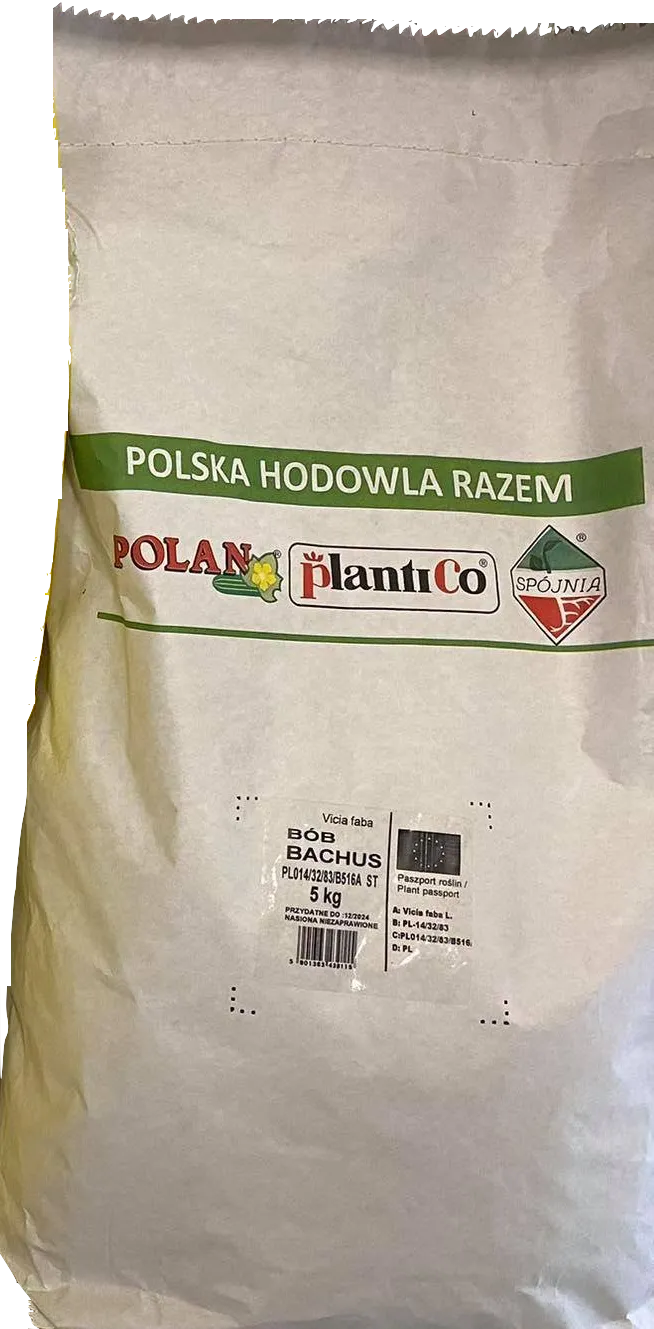 POLSKA HODOWLA RAZEM
POLAN®
plantiCo®
SPÓJNIA®
Vicia faba
BÓB
BACHUS
PL014/32/83/B516A ST
5 kg
PRZYDATNE DO :12/2024
NASIONA NIEZAPRAWIONE
Paszport roślin /
Plant passport
A: Vicia faba L.
B: PL-14/32/83
C:PL014/32/83/B516
D: PL